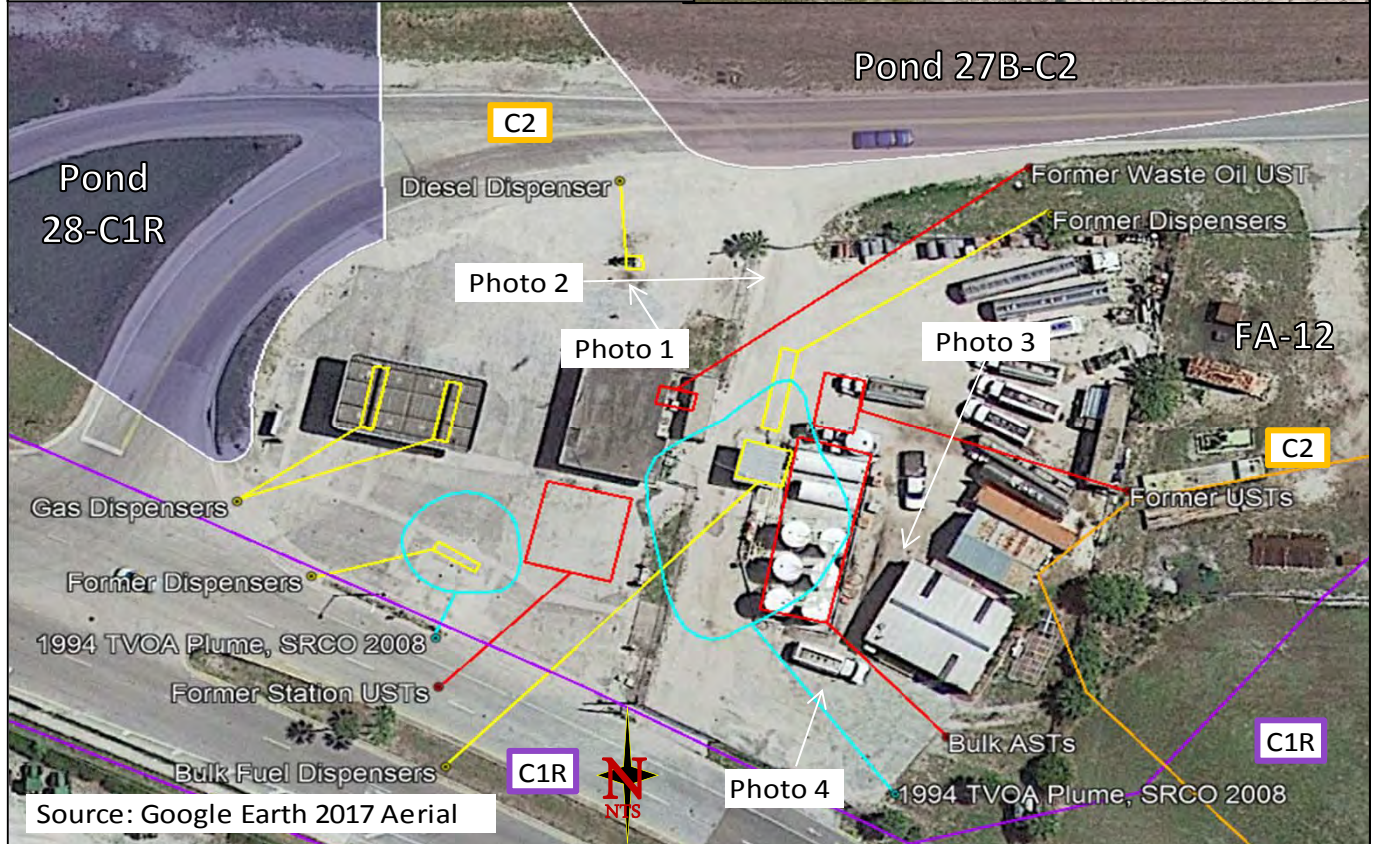 Pond 27B-C2
C2
Pond
28-C1R
Diesel Dispenser
Former Waste Oil UST
Former Dispensers
Photo 2
Photo 1
Photo 3
FA-12
C2
Gas Dispensers
Former USTs
Former Dispensers
1994 TVOA Plume, SRCO 2008
Former Station USTs
Bulk ASTs
C1R
Bulk Fuel Dispensers
C1R
N
NTS
Photo 4
1994 TVOA Plume, SRCO 2008
Source: Google Earth 2017 Aerial